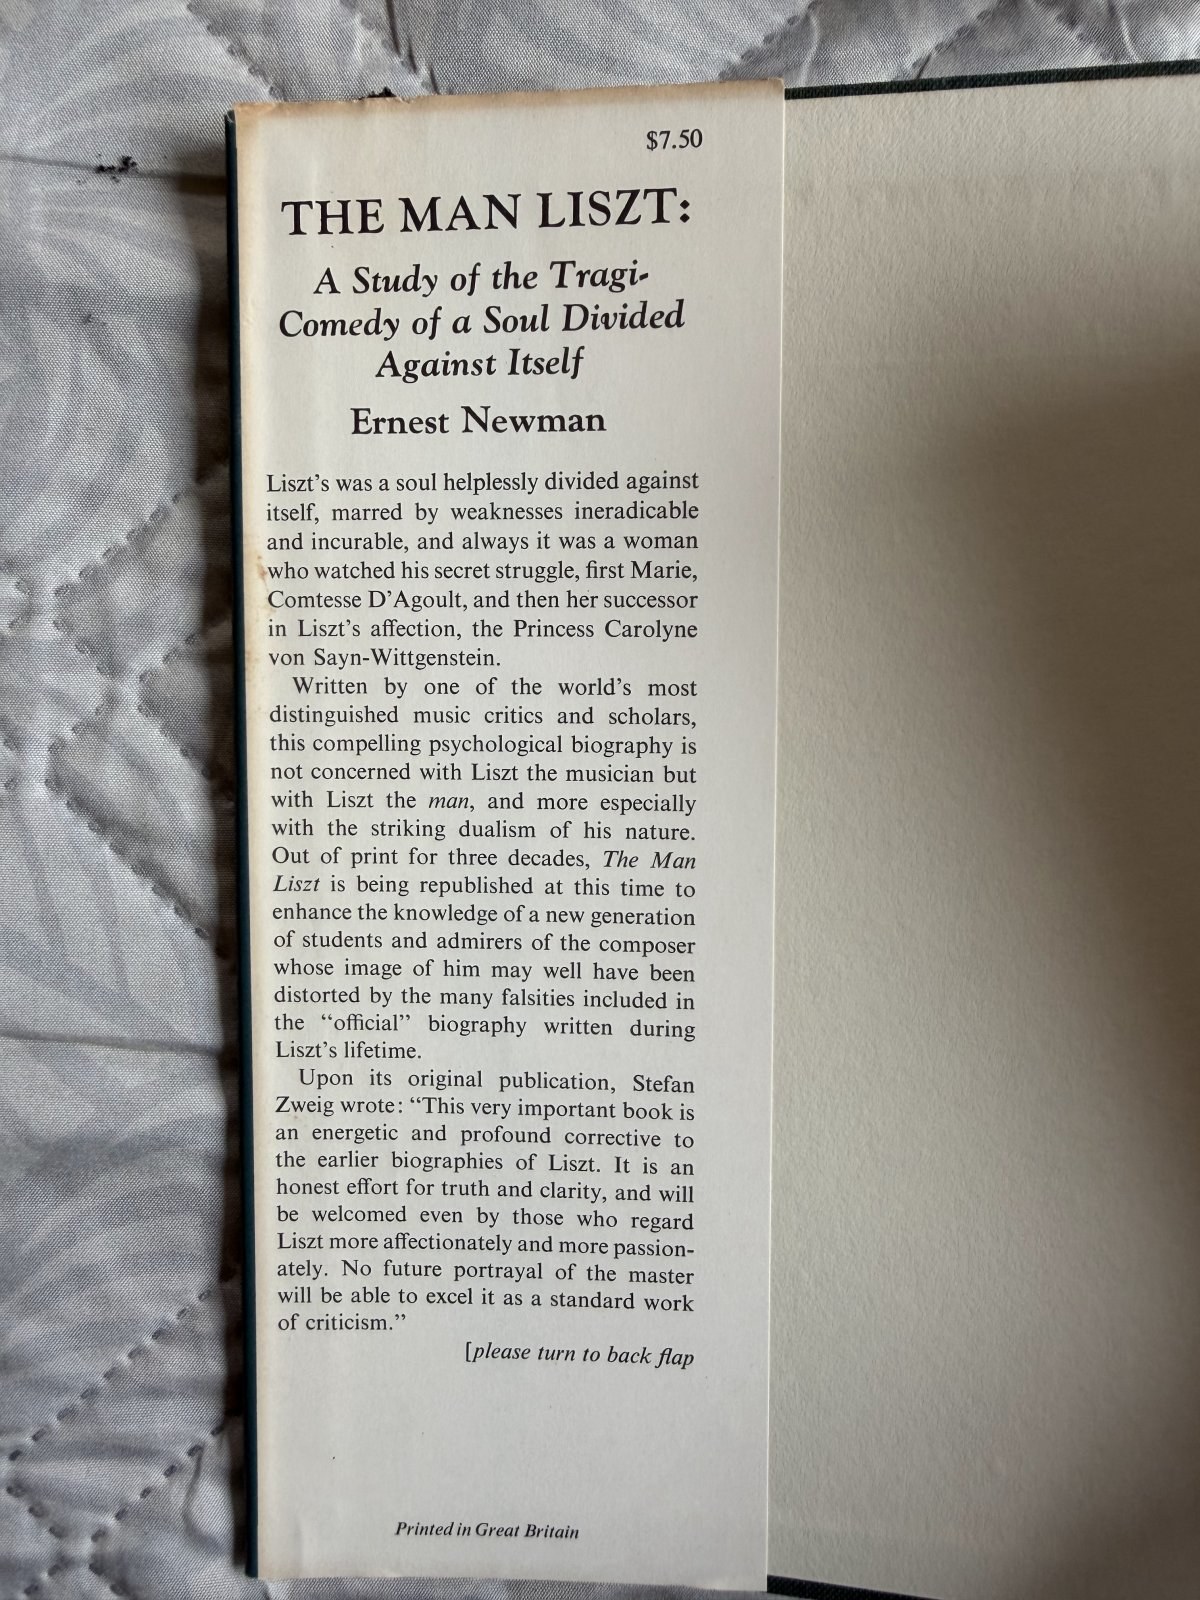 $7.50
THE MAN LISZT:
A Study of the Tragi-
Comedy of a Soul Divided
Against Itself
Ernest Newman
Liszt's was a soul helplessly divided against
itself, marred by weaknesses ineradicable
and incurable, and always it was a woman
who watched his secret struggle, first Marie,
Comtesse D'Agoult, and then her successor
in Liszt's affection, the Princess Carolyne
von Sayn-Wittgenstein.
Written by one of the world's most
distinguished music critics and scholars,
this compelling psychological biography is
not concerned with Liszt the musician but
with Liszt the man, and more especially
with the striking dualism of his nature.
Out of print for three decades, The Man
Liszt is being republished at this time to
enhance the knowledge of a new generation
of students and admirers of the composer
whose image of him may well have been
distorted by the many falsities included in
the "official" biography written during
Liszt's lifetime.
Upon its original publication, Stefan
Zweig wrote: "This very important book is
an energetic and profound corrective to
the earlier biographies of Liszt. It is an
honest effort for truth and clarity, and will
be welcomed even by those who regard
Liszt more affectionately and more passion-
ately. No future portrayal of the master
will be able to excel it as a standard work
of criticism."
[please turn to back flap
Printed in Great Britain